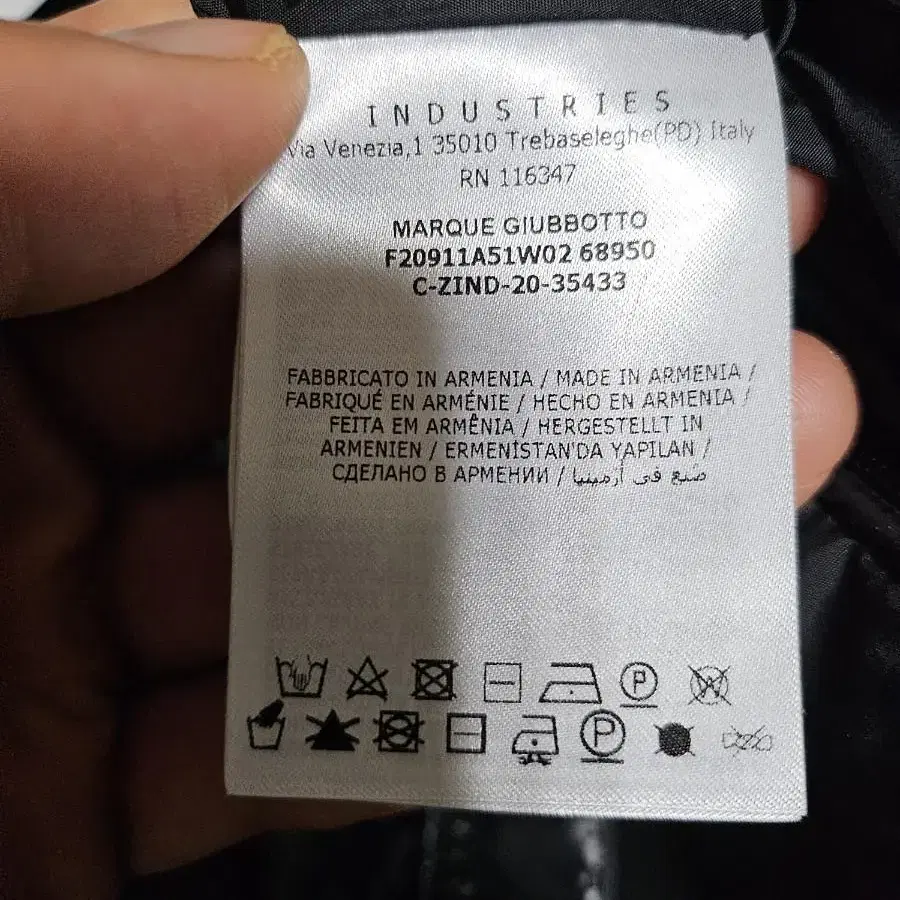 INDUSTRIES
Via Venezia,1 35010 Trebaseleghe(PD) Italy
RN 116347
MARQUE GIUBBOTTO
F20911A51W02 68950
C-ZIND-20-35433
FABBRICATO IN ARMENIA / MADE IN ARMENIA /
FABRIQUÉ EN ARMÉNIE / HECHO EN ARMENIA /
FEITA EM ARMÊNIA / HERGESTELLT IN
ARMENIEN / ERMENİSTAN'DA YAPILAN /
СДЕЛАНО В АРМЕНИИ / صنع في أرمينيا
P W
P